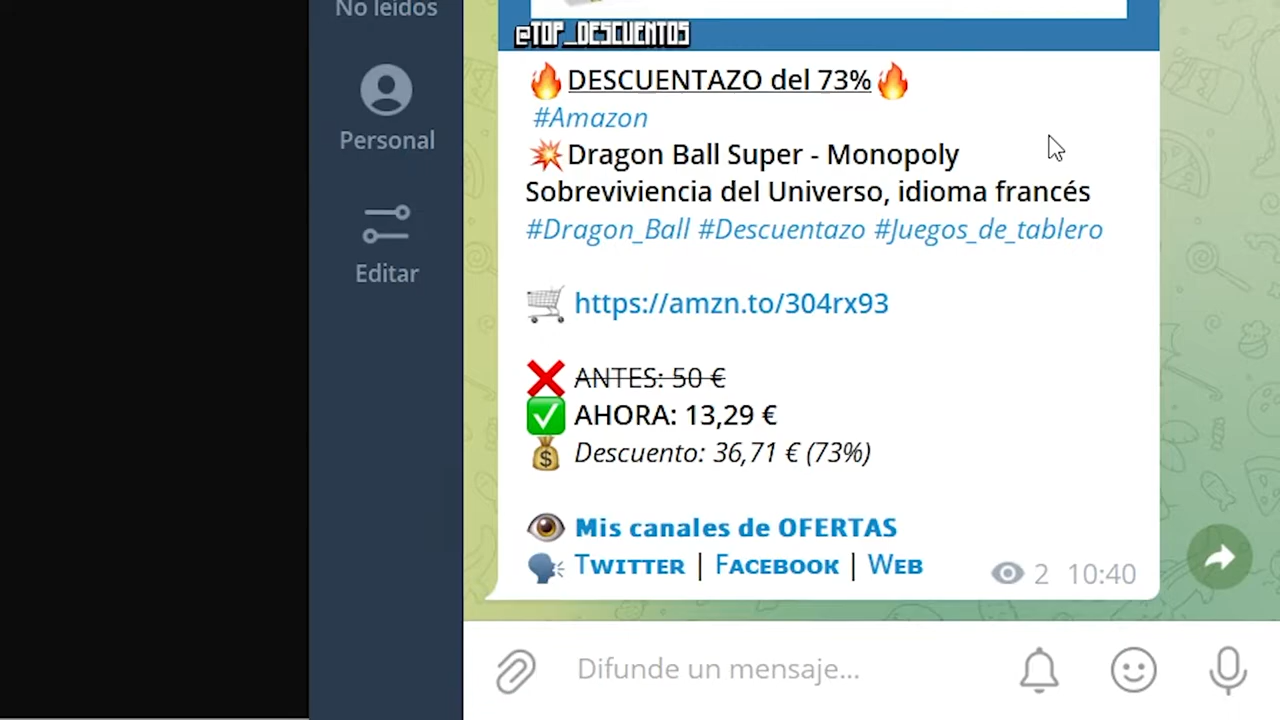 No leídos
Personal
Editar
@TOP_DESCUENTOS
🔥DESCUENTAZO del 73%🔥
#Amazon
💥Dragon Ball Super - Monopoly
Sobreviviencia del Universo, idioma francés
#Dragon_Ball #Descuentazo #Juegos_de_tablero
🛒 https://amzn.to/304rx93
❌ ANTES: 50 €
✅ AHORA: 13,29 €
💰 Descuento: 36,71 € (73%)
👁 Mis canales de OFERTAS
🗣 Twitter | Facebook | Web
2 10:40
Difunde un mensaje...